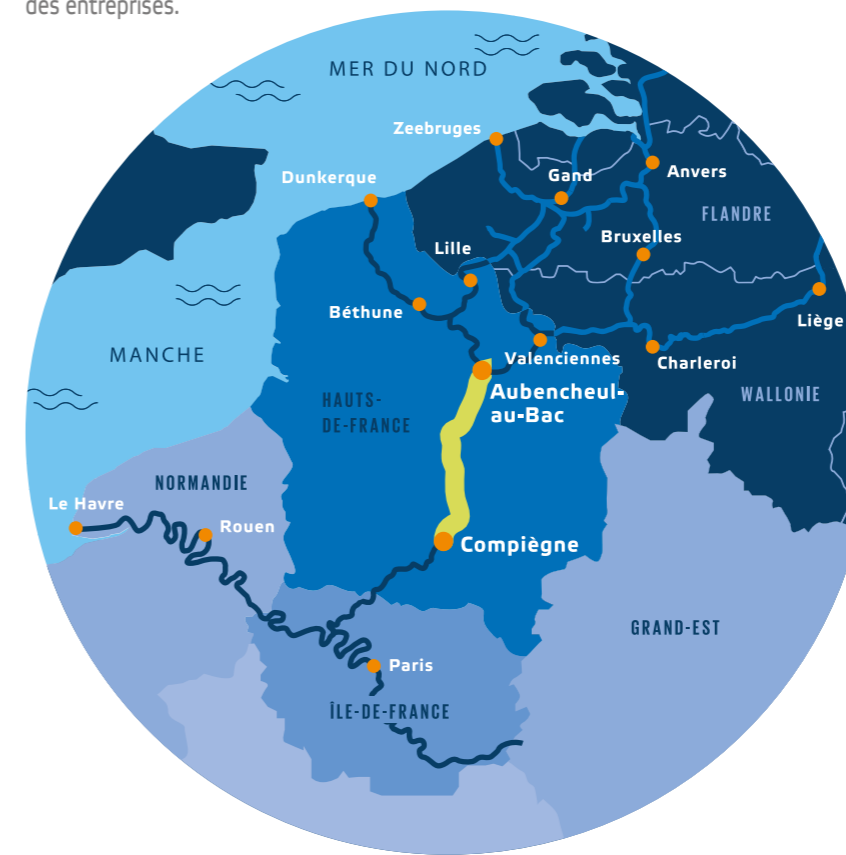 des entreprises.
MER DU NORD
Zeebruges
Dunkerque
Gand
Anvers
FLANDRE
Bruxelles
Lille
Béthune
Liège
MANCHE
Valenciennes
Charleroi
Aubencheul-
au-Bac
WALLONIE
HAUTS-
DE-FRANCE
NORMANDIE
Le Havre
Rouen
Compiègne
GRAND-EST
Paris
ÎLE-DE-FRANCE